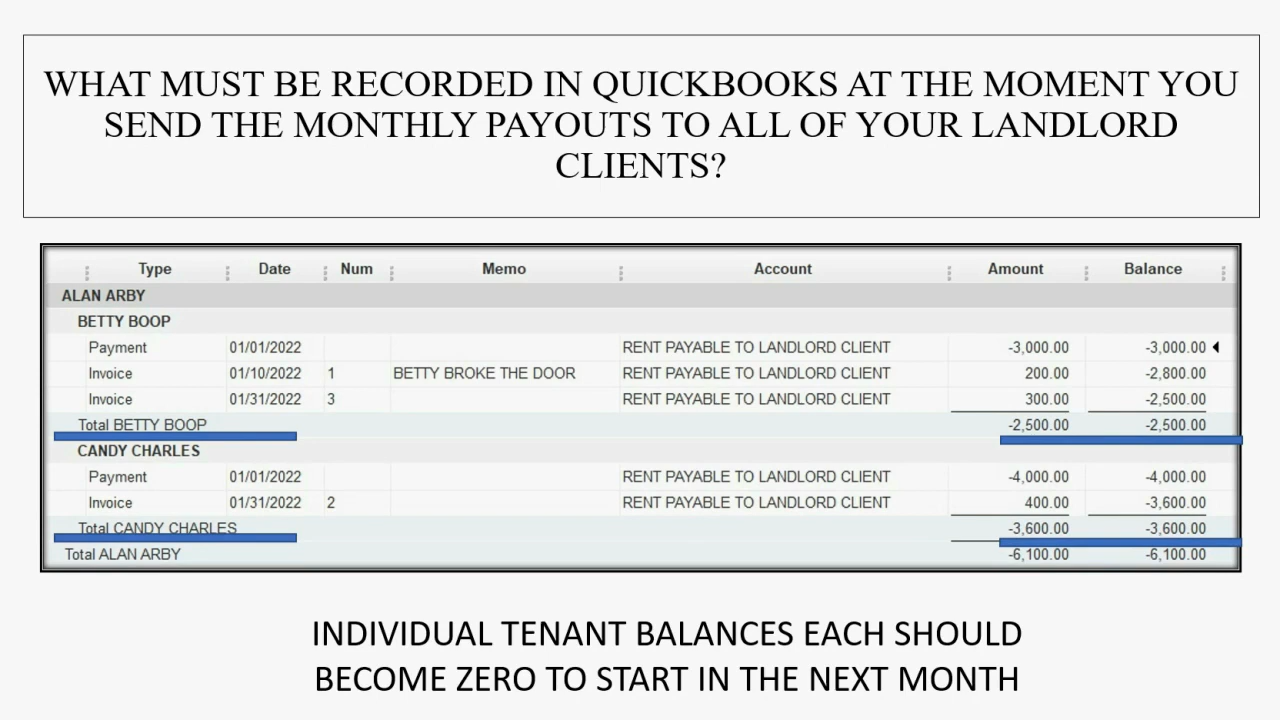 WHAT MUST BE RECORDED IN QUICKBOOKS AT THE MOMENT YOU
SEND THE MONTHLY PAYOUTS TO ALL OF YOUR LANDLORD
CLIENTS?
Type Date Num Memo Account Amount Balance
ALAN ARBY
BETTY BOOP
Payment 01/01/2022 RENT PAYABLE TO LANDLORD CLIENT -3,000.00 -3,000.00
Invoice 01/10/2022 1 BETTY BROKE THE DOOR RENT PAYABLE TO LANDLORD CLIENT 200.00 -2,800.00
Invoice 01/31/2022 3 RENT PAYABLE TO LANDLORD CLIENT 300.00 -2,500.00
Total BETTY BOOP -2,500.00 -2,500.00
CANDY CHARLES
Payment 01/01/2022 RENT PAYABLE TO LANDLORD CLIENT -4,000.00 -4,000.00
Invoice 01/31/2022 2 RENT PAYABLE TO LANDLORD CLIENT 400.00 -3,600.00
Total CANDY CHARLES -3,600.00 -3,600.00
Total ALAN ARBY -6,100.00 -6,100.00
INDIVIDUAL TENANT BALANCES EACH SHOULD
BECOME ZERO TO START IN THE NEXT MONTH